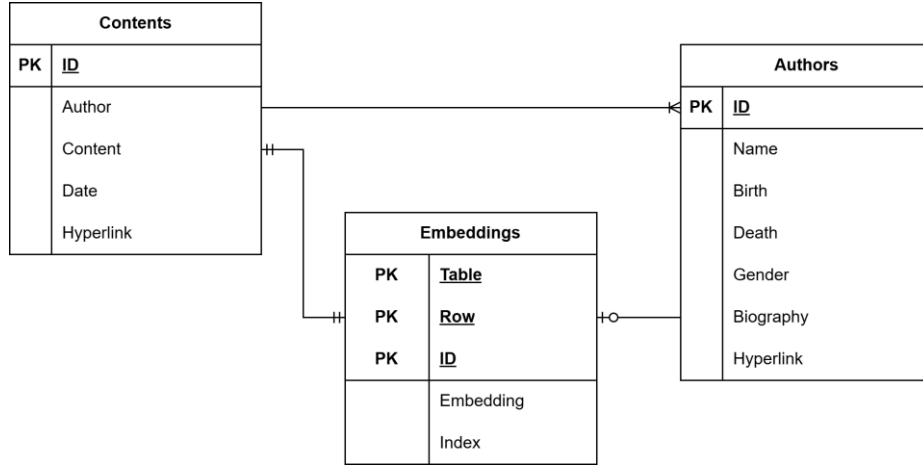 Contents
PK ID
Author
Content
Date
Hyperlink
Authors
PK ID
Name
Birth
Death
Gender
Biography
Hyperlink
Embeddings
PK Table
PK Row
PK ID
Embedding
Index